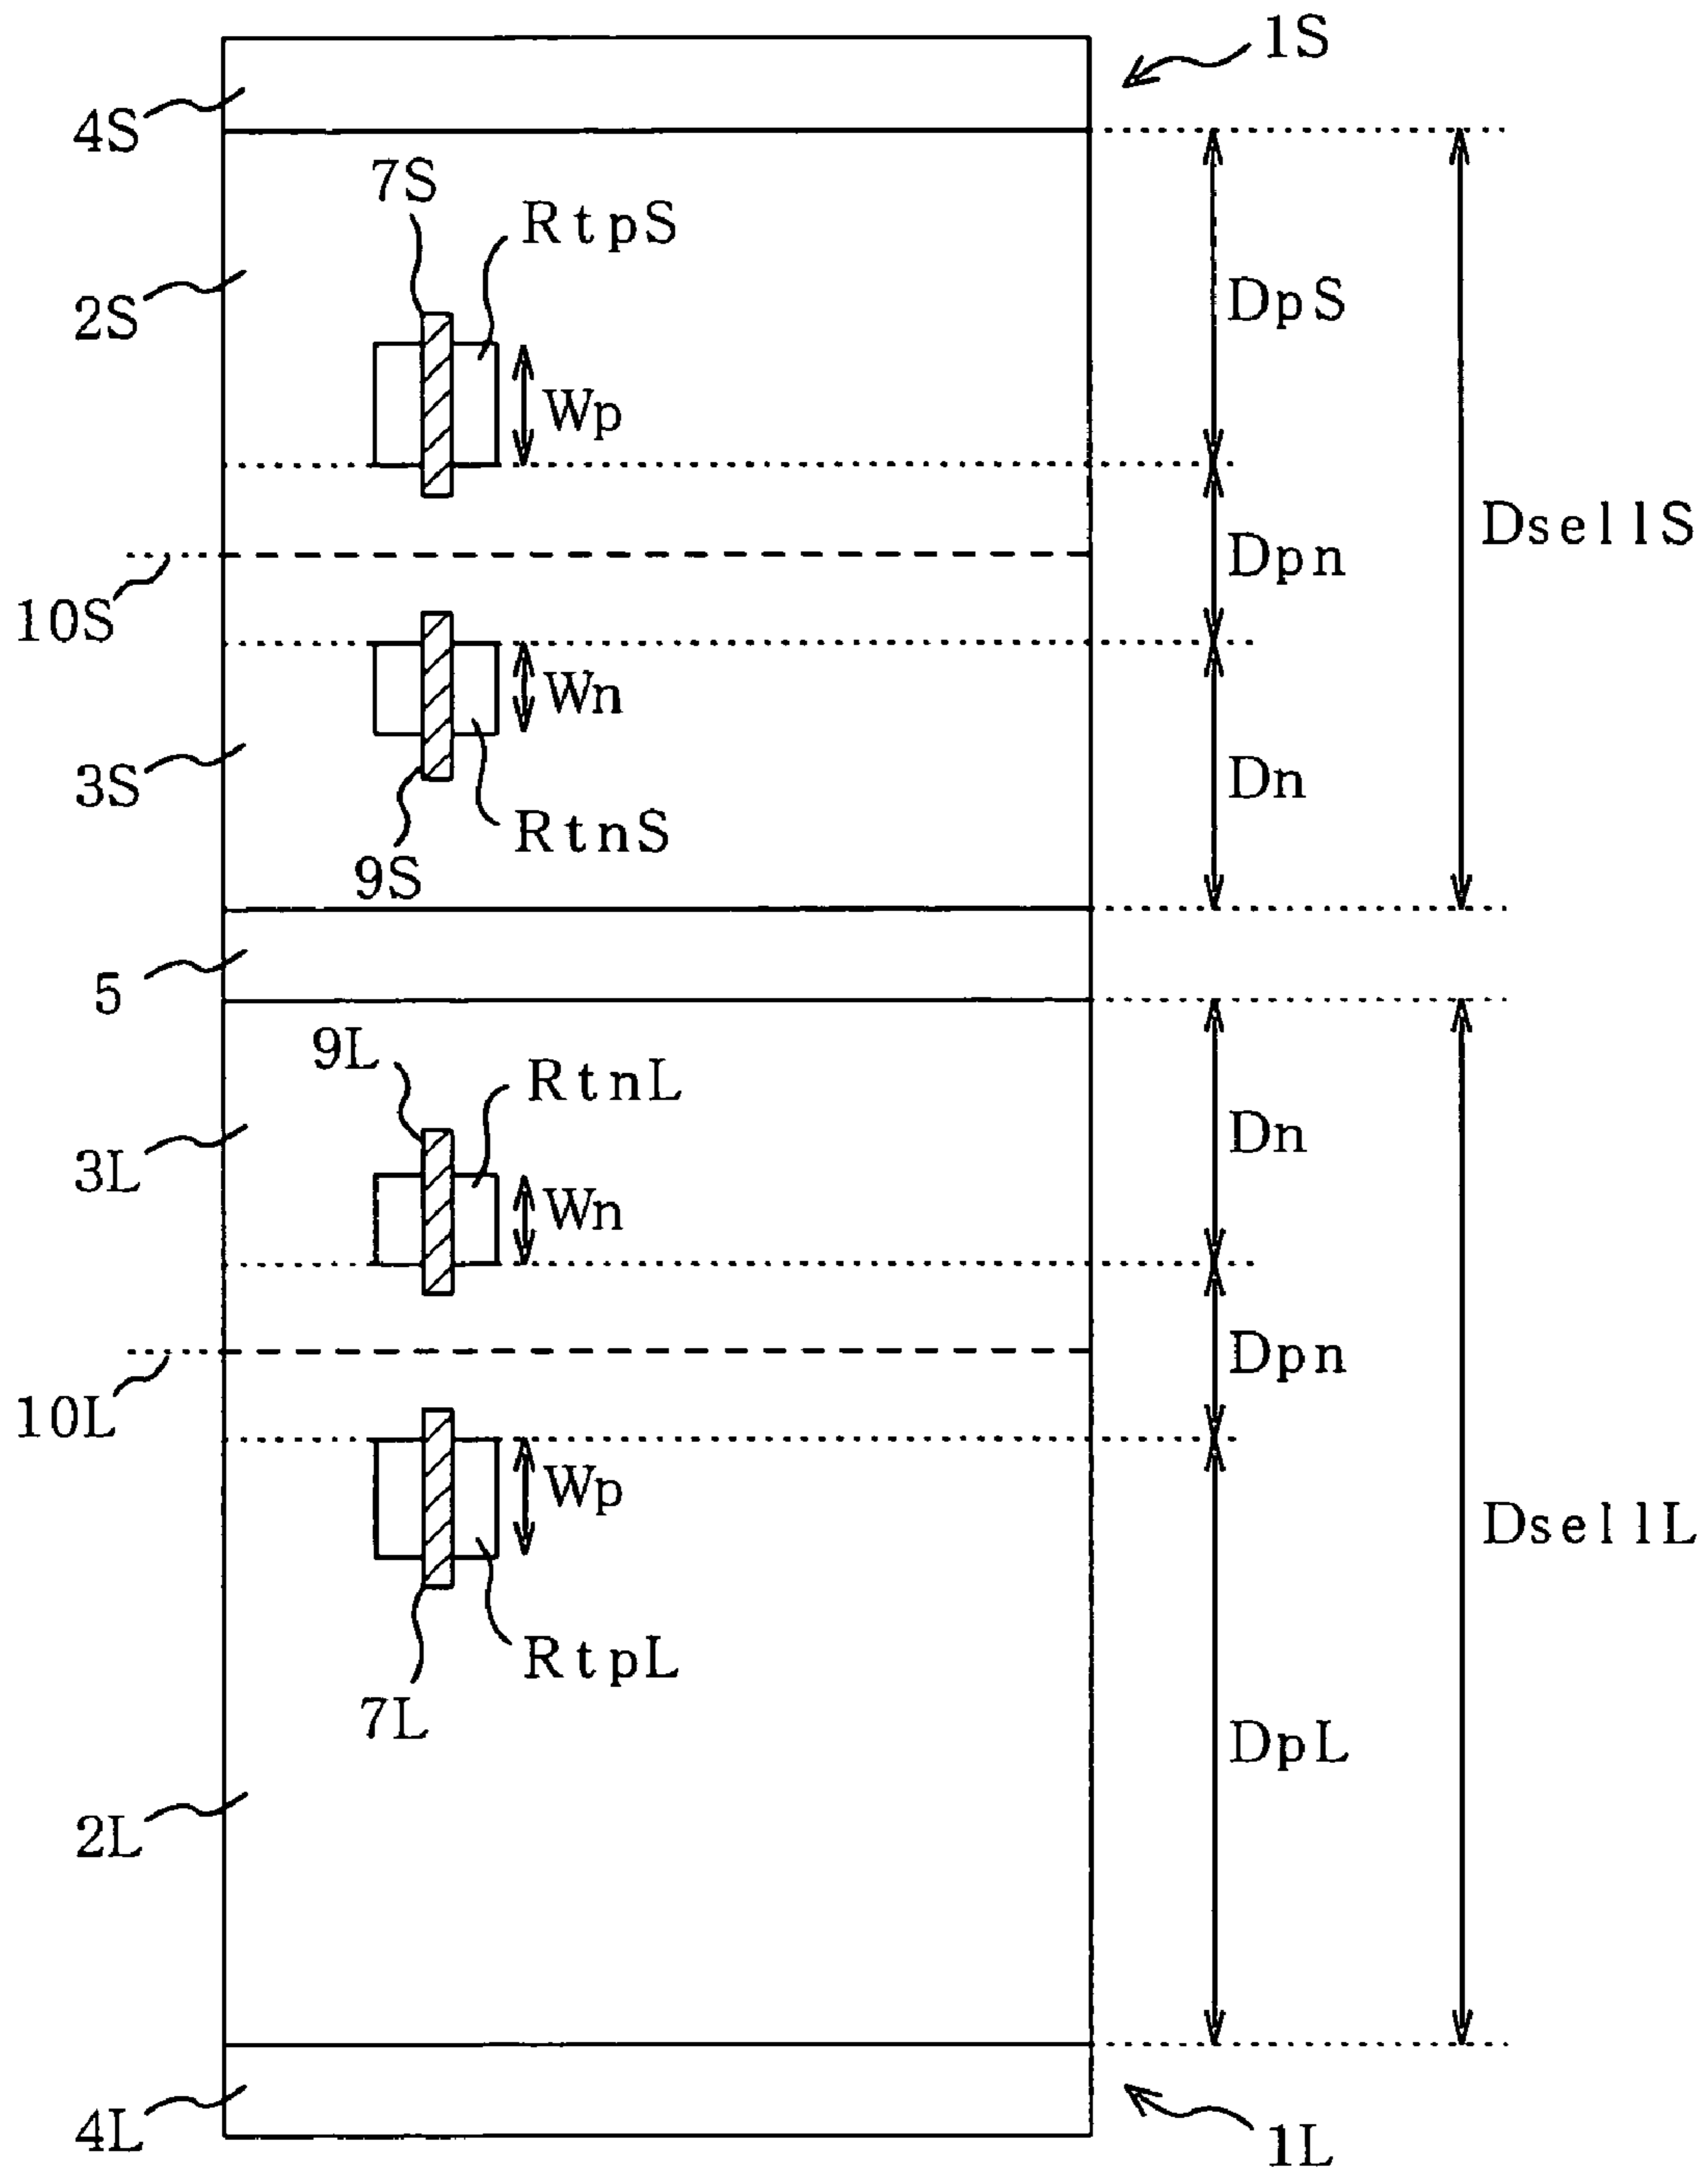 1S
4S
7S
RtpS
2S
DpS
Wp
DsellS
Dpn
10S
Wn
3S
Dn
RtnS
9S
5
9L
RtnL
Dn
3L
Wn
Dpn
10L
Wp
DsellL
RtpL
7L
DpL
2L
4L
1L